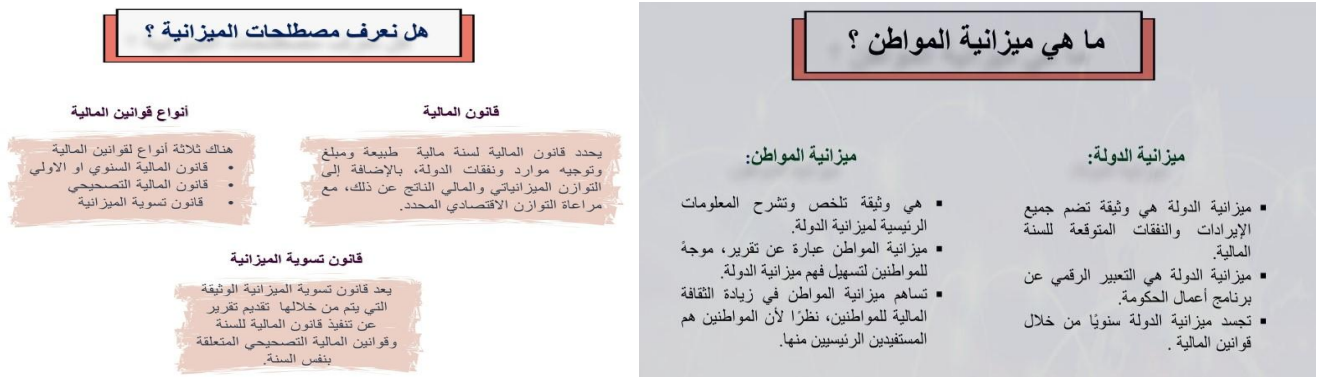 ما هي ميزانية المواطن ؟
ميزانية الدولة:
▪ ميزانية الدولة هي وثيقة تضم جميع
الإيرادات والنفقات المتوقعة للسنة
المالية.
▪ ميزانية الدولة هي التعبير الرقمي عن
برنامج أعمال الحكومة.
▪ تجسد ميزانية الدولة سنويًا من خلال
قوانين المالية .
ميزانية المواطن:
▪ هي وثيقة تلخص وتشرح المعلومات
الرئيسية لميزانية الدولة.
▪ ميزانية المواطن عبارة عن تقرير، موجهة
للمواطنين لتسهيل فهم ميزانية الدولة.
▪ تساهم ميزانية المواطن في زيادة الثقافة
المالية للمواطنين، نظرًا لأن المواطنين هم
المستفيدين الرئيسيين منها.
هل نعرف مصطلحات الميزانية ؟
قانون المالية
يحدد قانون المالية لسنة مالية طبيعة ومبلغ
وتوجيه موارد ونفقات الدولة، بالإضافة إلى
التوازن الميزانياتي والمالي الناتج عن ذلك، مع
مراعاة التوازن الاقتصادي المحدد.
أنواع قوانين المالية
هناك ثلاثة أنواع لقوانين المالية
• قانون المالية السنوي او الاولي
• قانون المالية التصحيحي
• قانون تسوية الميزانية
قانون تسوية الميزانية
يعد قانون تسوية الميزانية الوثيقة
التي يتم من خلالها تقديم تقرير
عن تنفيذ قانون المالية للسنة
وقوانين المالية التصحيحي المتعلقة
بنفس السنة.